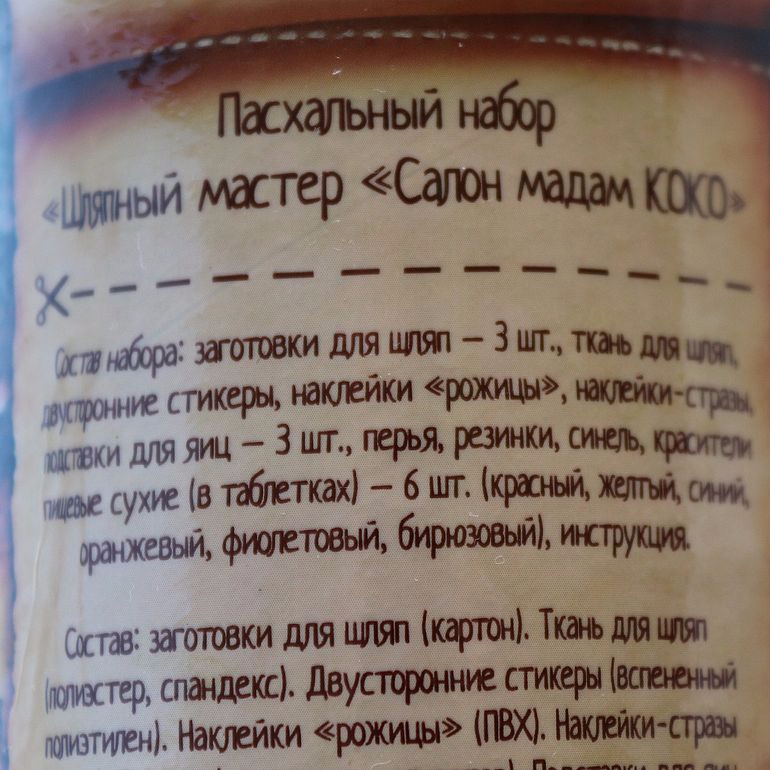 Пасхальный набор
«Шляпный мастер «Салон мадам КОКО»
Состав набора: заготовки для шляп – 3 шт., ткань для шляп,
двусторонние стикеры, наклейки «рожицы», наклейки-стразы,
подставки для яиц – 3 шт., перья, резинки, синель, красители
пищевые сухие (в таблетках) – 6 шт. (красный, желтый, синий,
оранжевый, фиолетовый, бирюзовый), инструкция.
Состав: заготовки для шляп (картон). Ткань для шляп
(полиэстер, спандекс). Двусторонние стикеры (вспененный
полиэтилен). Наклейки «рожицы» (ПВХ). Наклейки-стразы
Подставки для яиц